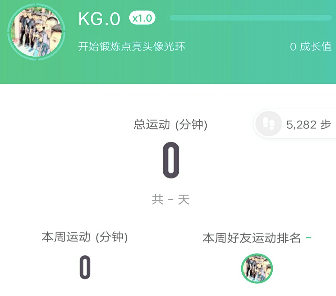 KG.0 x1.0
开始锻炼点亮头像光环 0 成长值
总运动 (分钟)
5,282 步
0
共 - 天
本周运动 (分钟) 本周好友运动排名 -
0